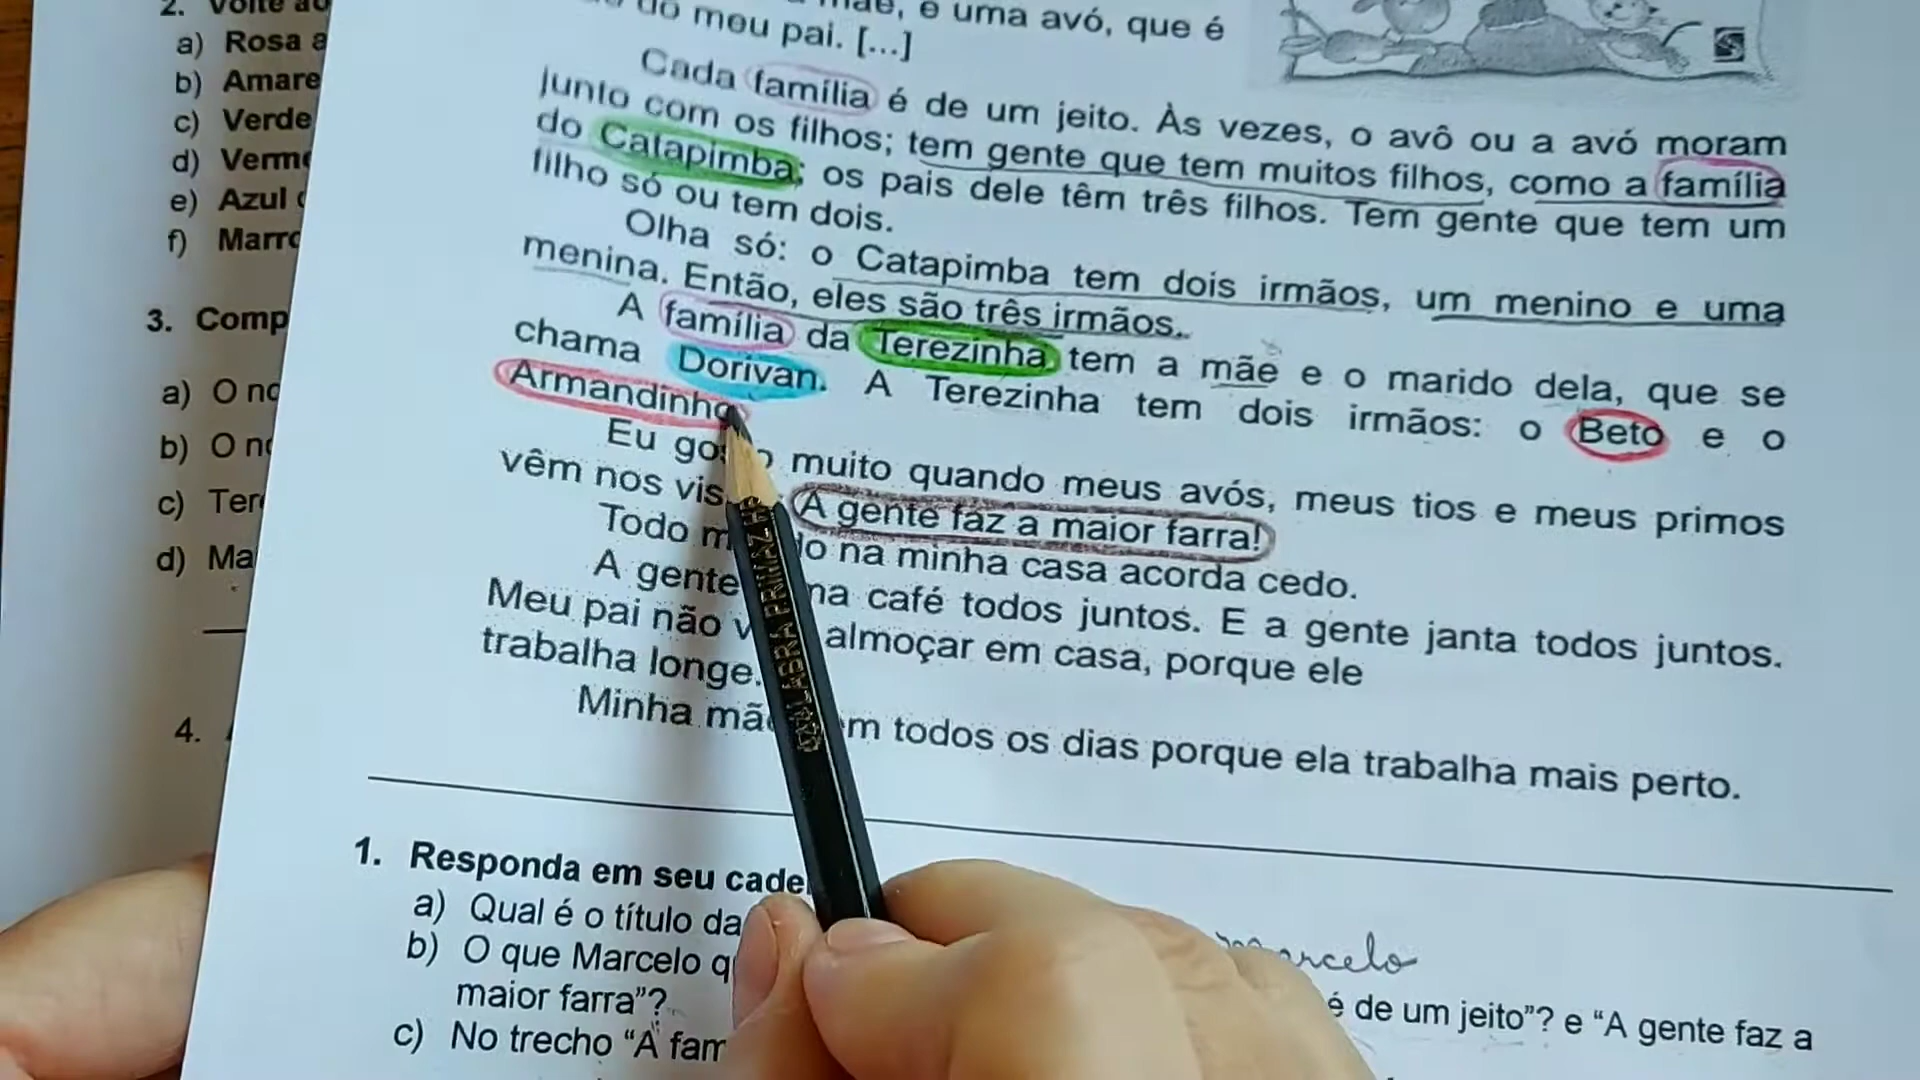 2. Volte ao
a) Rosa a
b) Amare
c) Verde
d) Verme
e) Azul
f) Marro
3. Comp
a) O no
b) O no
c) Ter
d) Ma
4.
mãe, e uma avó, que é
do meu pai. [...]
Cada família é de um jeito. Às vezes, o avô ou a avó moram
junto com os filhos; tem gente que tem muitos filhos, como a família
do Catapimba; os pais dele têm três filhos. Tem gente que tem um
filho só ou tem dois.
Olha só: o Catapimba tem dois irmãos, um menino e uma
menina. Então, eles são três irmãos.
A família da Terezinha tem a mãe e o marido dela, que se
chama Dorivan. A Terezinha tem dois irmãos: o Beto e o
Armandinho
Eu go muito quando meus avós, meus tios e meus primos
vêm nos vis A gente faz a maior farra!
Todo m do na minha casa acorda cedo.
A gente ma café todos juntos. E a gente janta todos juntos.
Meu pai não v almoçar em casa, porque ele
trabalha longe.
Minha mã em todos os dias porque ela trabalha mais perto.
1. Responda em seu cade
a) Qual é o título da marcelo
b) O que Marcelo q é de um jeito”? e “A gente faz a
maior farra”?
c) No trecho “A fam
CALABRA PRIMAZ HB